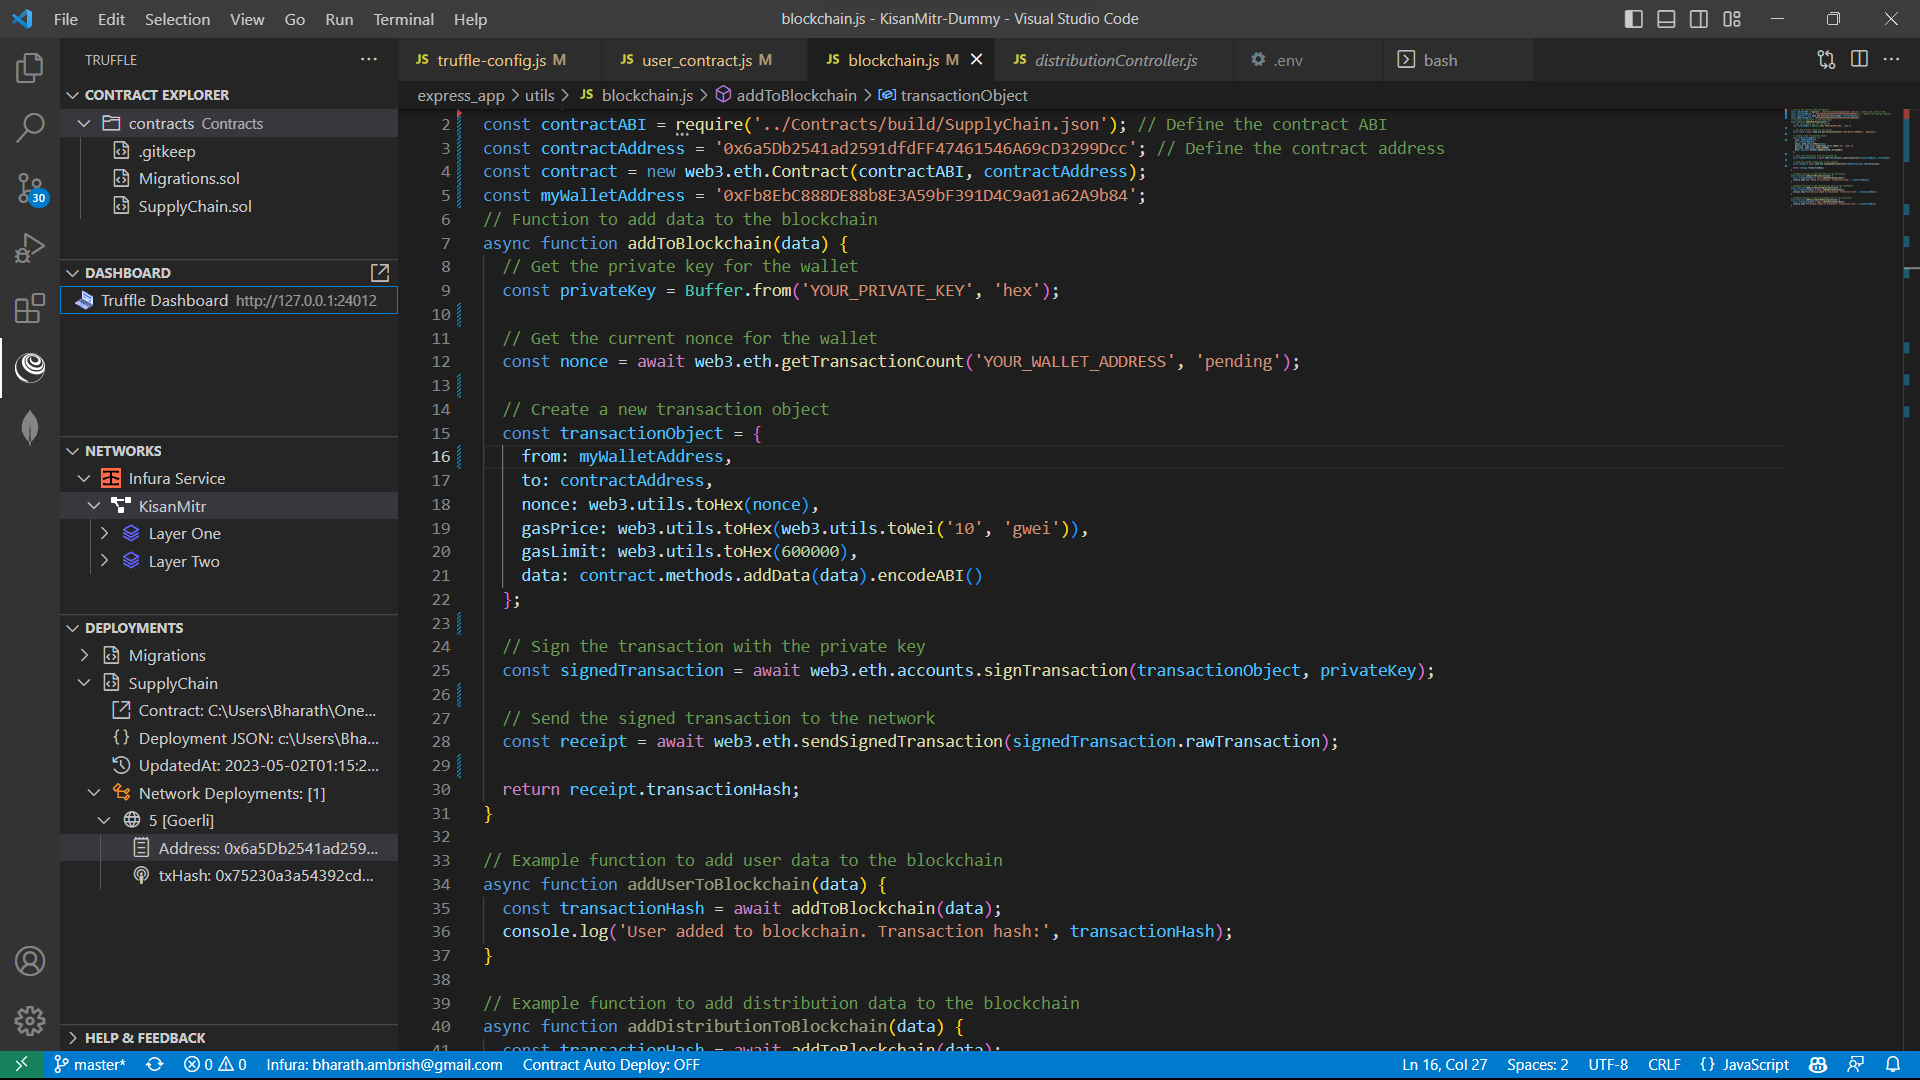 File Edit Selection View Go Run Terminal Help
blockchain.js - KisanMitr-Dummy - Visual Studio Code
TRUFFLE
CONTRACT EXPLORER
contracts Contracts
.gitkeep
Migrations.sol
SupplyChain.sol
DASHBOARD
Truffle Dashboard http://127.0.0.1:24012
NETWORKS
Infura Service
KisanMitr
Layer One
Layer Two
DEPLOYMENTS
Migrations
SupplyChain
Contract: C:\Users\Bharath\One...
Deployment JSON: c:\Users\Bha...
UpdatedAt: 2023-05-02T01:15:2...
Network Deployments: [1]
5 [Goerli]
Address: 0x6a5Db2541ad259...
txHash: 0x75230a3a54392cd...
HELP & FEEDBACK
30
JS truffle-config.js M JS user_contract.js M JS blockchain.js M JS distributionController.js .env bash
express_app > utils > JS blockchain.js > addToBlockchain > transactionObject
2 const contractABI = require('../Contracts/build/SupplyChain.json'); // Define the contract ABI
3 const contractAddress = '0x6a5Db2541ad2591dfdFF47461546A69cD3299Dcc'; // Define the contract address
4 const contract = new web3.eth.Contract(contractABI, contractAddress);
5 const myWalletAddress = '0xFb8EbC888DE88b8E3A59bF391D4C9a01a62A9b84';
6 // Function to add data to the blockchain
7 async function addToBlockchain(data) {
8 // Get the private key for the wallet
9 const privateKey = Buffer.from('YOUR_PRIVATE_KEY', 'hex');
10
11 // Get the current nonce for the wallet
12 const nonce = await web3.eth.getTransactionCount('YOUR_WALLET_ADDRESS', 'pending');
13
14 // Create a new transaction object
15 const transactionObject = {
16 from: myWalletAddress,
17 to: contractAddress,
18 nonce: web3.utils.toHex(nonce),
19 gasPrice: web3.utils.toHex(web3.utils.toWei('10', 'gwei')),
20 gasLimit: web3.utils.toHex(600000),
21 data: contract.methods.addData(data).encodeABI()
22 };
23
24 // Sign the transaction with the private key
25 const signedTransaction = await web3.eth.accounts.signTransaction(transactionObject, privateKey);
26
27 // Send the signed transaction to the network
28 const receipt = await web3.eth.sendSignedTransaction(signedTransaction.rawTransaction);
29
30 return receipt.transactionHash;
31 }
32
33 // Example function to add user data to the blockchain
34 async function addUserToBlockchain(data) {
35 const transactionHash = await addToBlockchain(data);
36 console.log('User added to blockchain. Transaction hash:', transactionHash);
37 }
38
39 // Example function to add distribution data to the blockchain
40 async function addDistributionToBlockchain(data) {
41 const transactionHash = await addToBlockchain(data);
master* 0 0 Infura: bharath.ambrish@gmail.com Contract Auto Deploy: OFF Ln 16, Col 27 Spaces: 2 UTF-8 CRLF {} JavaScript